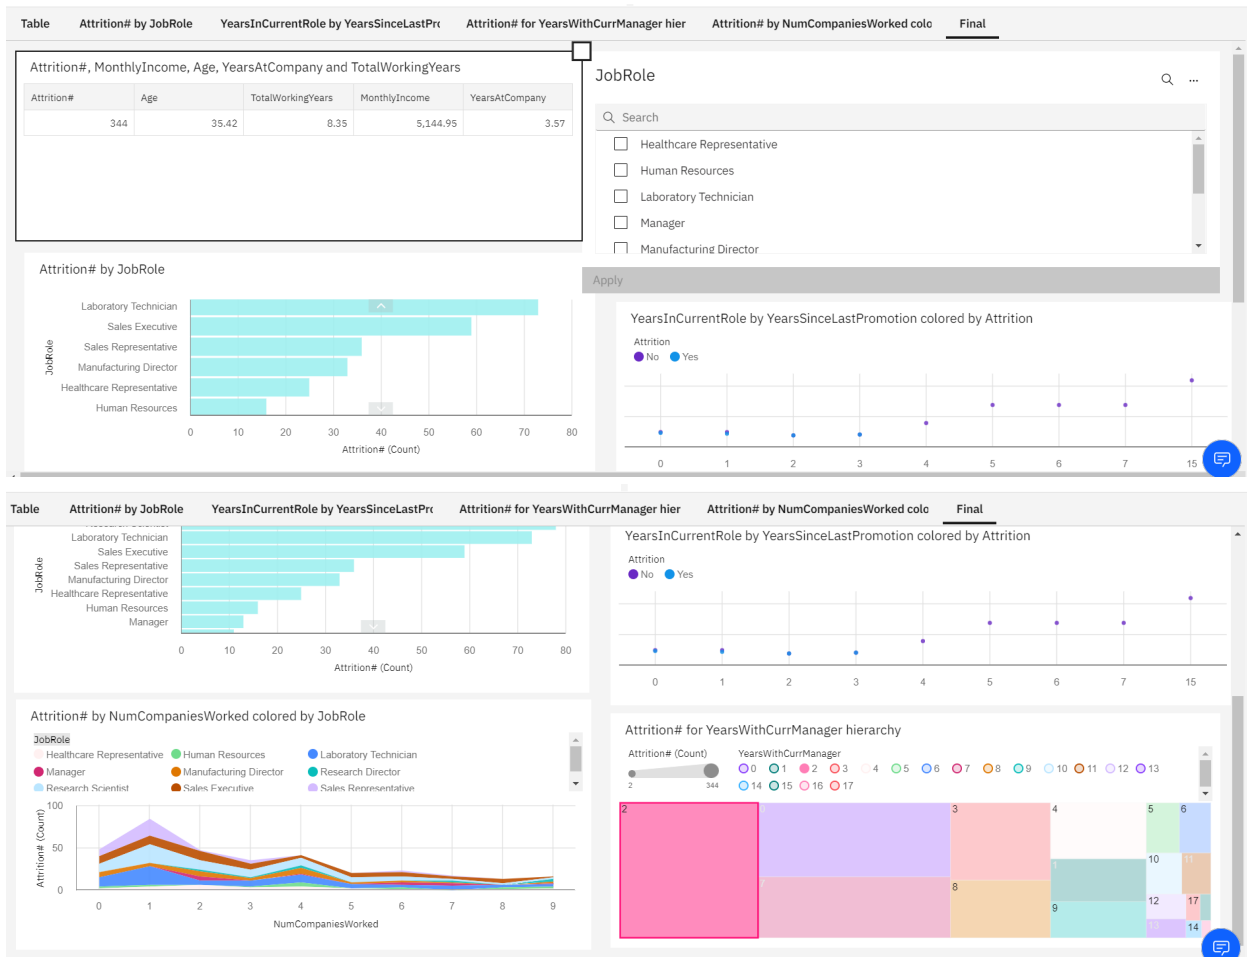 Table Attrition# by JobRole YearsInCurrentRole by YearsSinceLastPr Attrition# for YearsWithCurrManager hier Attrition# by NumCompaniesWorked colo Final
Attrition#, MonthlyIncome, Age, YearsAtCompany and TotalWorkingYears
Attrition# Age TotalWorkingYears MonthlyIncome YearsAtCompany
344 35.42 8.35 5,144.95 3.57
JobRole
Search
Healthcare Representative
Human Resources
Laboratory Technician
Manager
Manufacturing Director
Apply
Attrition# by JobRole
JobRole
Laboratory Technician
Sales Executive
Sales Representative
Manufacturing Director
Healthcare Representative
Human Resources
0 10 20 30 40 50 60 70 80
Attrition# (Count)
YearsInCurrentRole by YearsSinceLastPromotion colored by Attrition
Attrition
No Yes
0 1 2 3 4 5 6 7 15
Table Attrition# by JobRole YearsInCurrentRole by YearsSinceLastPr Attrition# for YearsWithCurrManager hier Attrition# by NumCompaniesWorked colo Final
Research Scientist
Laboratory Technician
Sales Executive
Sales Representative
Manufacturing Director
Healthcare Representative
Human Resources
Manager
JobRole
0 10 20 30 40 50 60 70 80
Attrition# (Count)
YearsInCurrentRole by YearsSinceLastPromotion colored by Attrition
Attrition
No Yes
0 1 2 3 4 5 6 7 15
Attrition# by NumCompaniesWorked colored by JobRole
JobRole
Healthcare Representative Human Resources Laboratory Technician
Manager Manufacturing Director Research Director
Research Scientist Sales Executive Sales Representative
Attrition# (Count)
100
50
0
0 1 2 3 4 5 6 7 8 9
NumCompaniesWorked
Attrition# for YearsWithCurrManager hierarchy
Attrition# (Count) YearsWithCurrManager
2 344
0 1 2 3 4 5 6 7 8 9 10 11 12 13
14 15 16 17
2 0 3 4 5 6
1 10 11
7 8 9 12 17
13 14